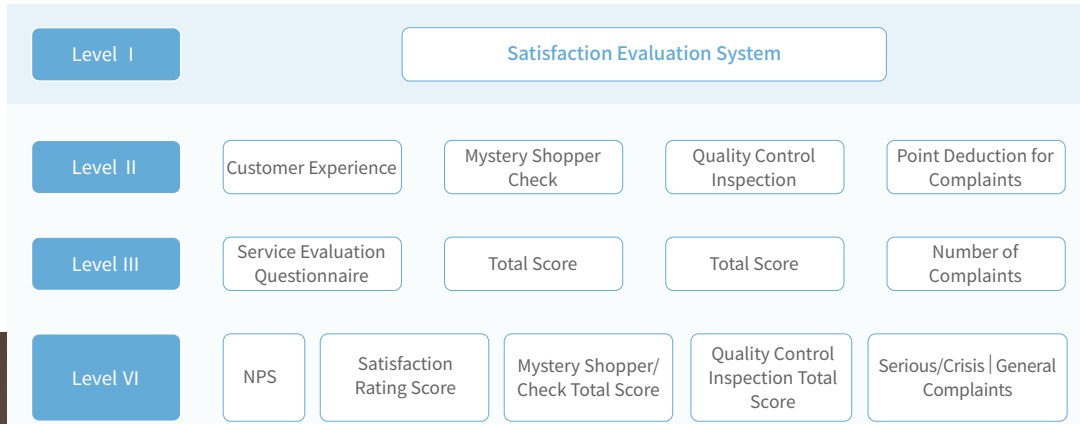 Level I
Satisfaction Evaluation System
Level II
Customer Experience
Mystery Shopper
Check
Quality Control
Inspection
Point Deduction for
Complaints
Level III
Service Evaluation
Questionnaire
Total Score
Total Score
Number of
Complaints
Level VI
NPS
Satisfaction
Rating Score
Mystery Shopper/
Check Total Score
Quality Control
Inspection Total
Score
Serious/Crisis | General
Complaints